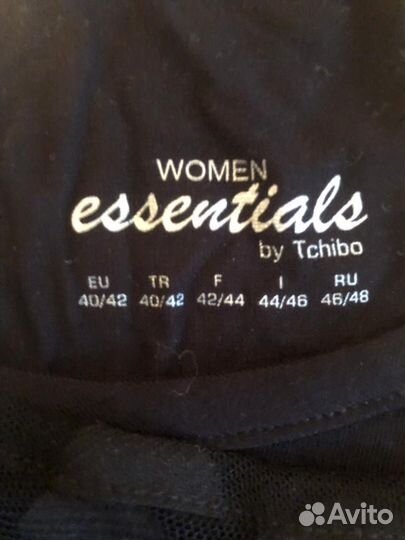 WOMEN
essentials
by Tchibo
EU TR F I RU
40/42 40/42 42/44 44/46 46/48
Avito